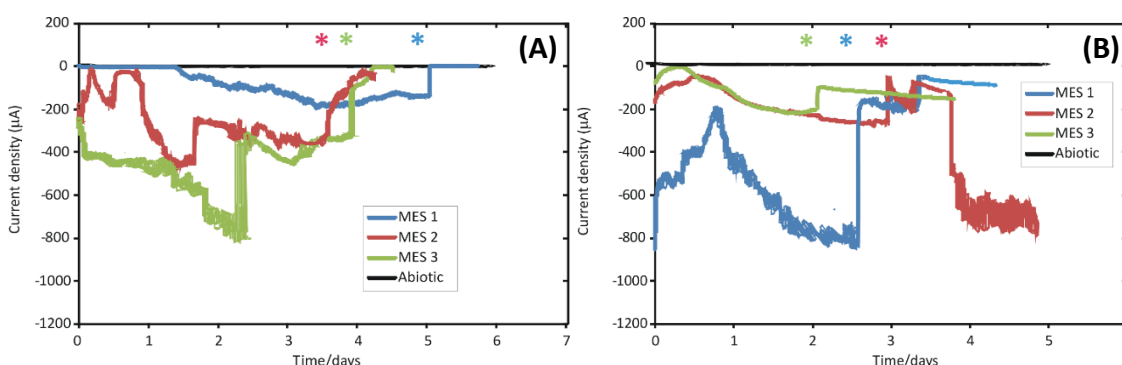 (A)
Current density (µA)
200
0
-200
-400
-600
-800
-1000
-1200
MES 1
MES 2
MES 3
Abiotic
0 1 2 3 4 5 6 7
Time/days
(B)
Current density (µA)
200
0
-200
-400
-600
-800
-1000
-1200
MES 1
MES 2
MES 3
Abiotic
0 1 2 3 4 5
Time/days